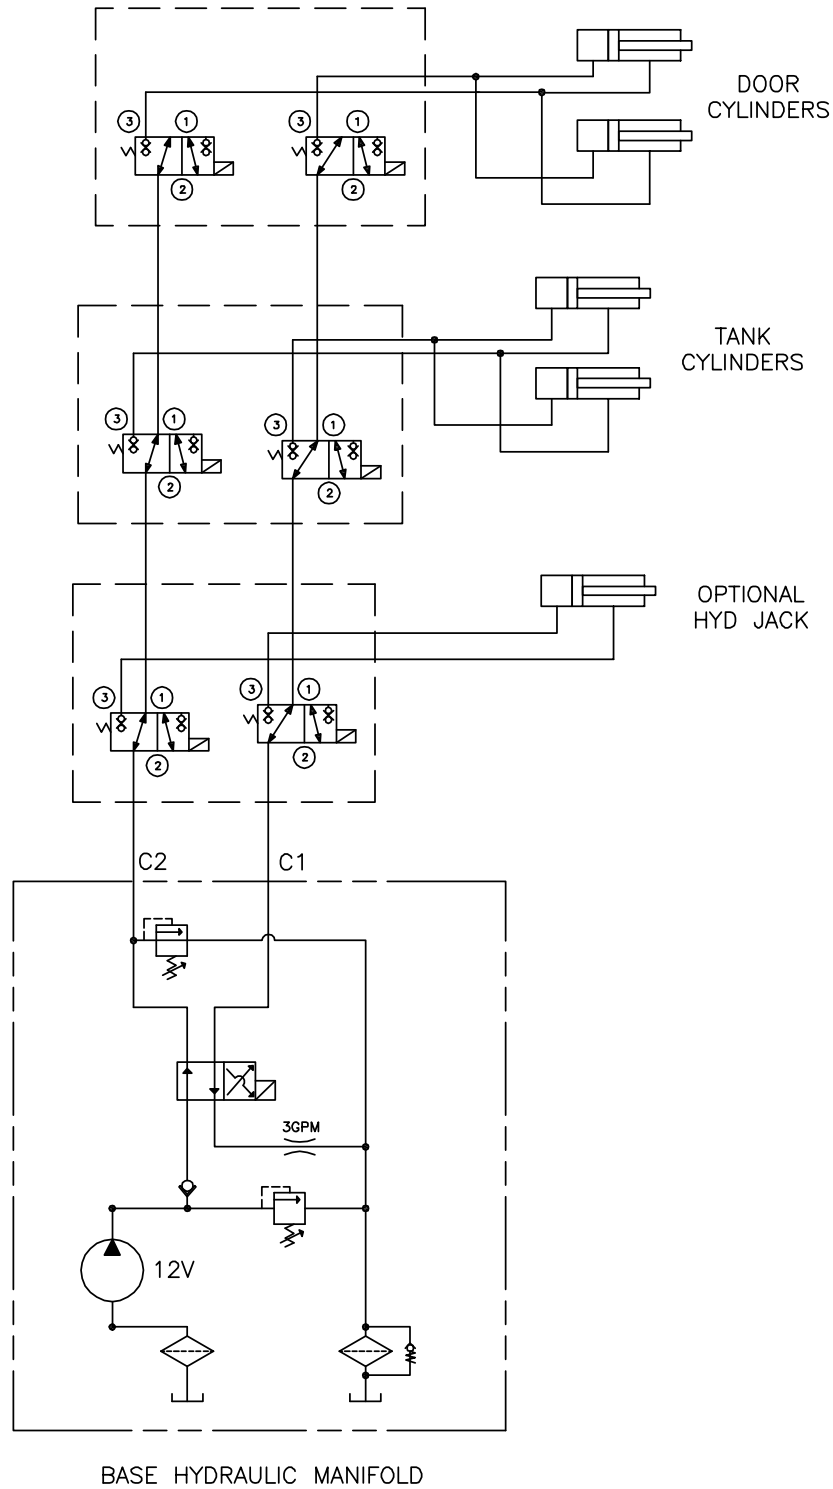 DOOR
CYLINDERS
3 1 3 1
2 2
TANK
CYLINDERS
3 1 3 1
2 2
OPTIONAL
HYD JACK
3 1 3 1
2 2
C2 C1
3GPM
12V
BASE HYDRAULIC MANIFOLD